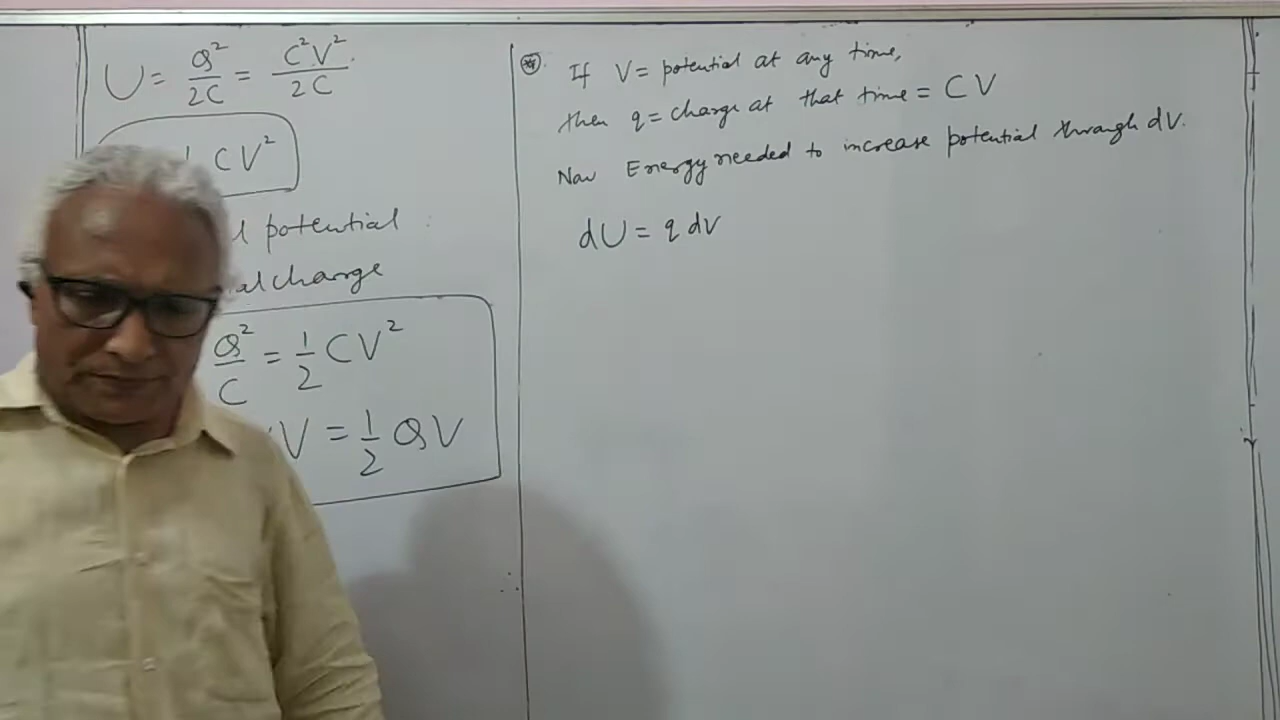 U = Q²/2C = C²V²/2C.
CV²
potential
charge
Q²/C = 1/2 CV²
V = 1/2 QV
If V = potential at any time,
then q = charge at that time = CV
Now Energy needed to increase potential through dV.
dU = q dV